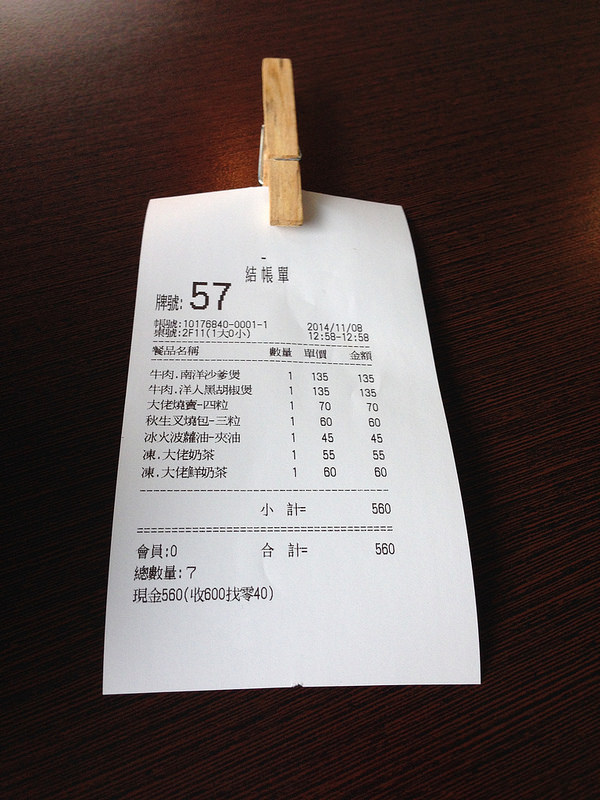 結帳單
牌號: 57
帳號:10176840-0001-1 2014/11/08
桌號:2F11(1大0小) 12:58-12:58
餐品名稱 數量 單價 金額
牛肉.南洋沙爹煲 1 135 135
牛肉.洋人黑胡椒煲 1 135 135
大佬燒賣-四粒 1 70 70
秋生叉燒包-三粒 1 60 60
冰火波蘿油-夾油 1 45 45
凍.大佬奶茶 1 55 55
凍.大佬鮮奶茶 1 60 60
小 計= 560
會員:0 合 計= 560
總數量:7
現金560(收600找零40)